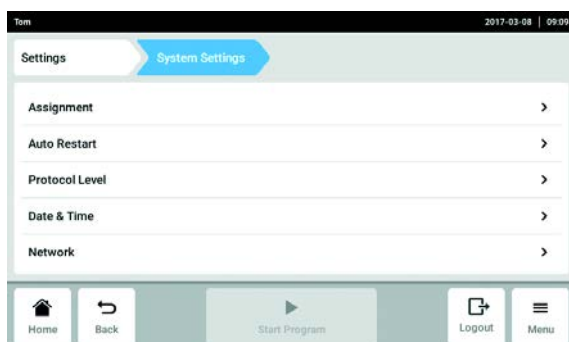 Tom 2017-03-08 | 09:09
Settings System Settings
Assignment
Auto Restart
Protocol Level
Date & Time
Network
Home Back Start Program Logout Menu